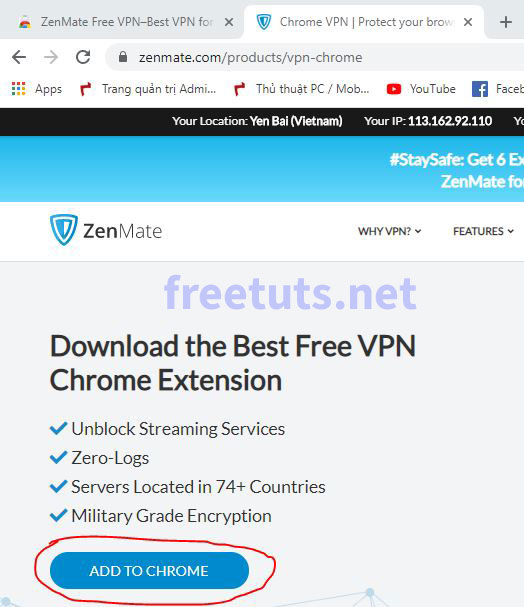 ZenMate Free VPN–Best VPN for
Chrome VPN | Protect your brow
zenmate.com/products/vpn-chrome
Apps Trang quản trị Admi... Thủ thuật PC / Mob... YouTube Faceb
Your Location: Yen Bai (Vietnam) Your IP: 113.162.92.110 Yo
#StaySafe: Get 6 Ex
ZenMate fo
ZenMate WHY VPN? FEATURES
freetuts.net
Download the Best Free VPN
Chrome Extension
Unblock Streaming Services
Zero-Logs
Servers Located in 74+ Countries
Military Grade Encryption
ADD TO CHROME